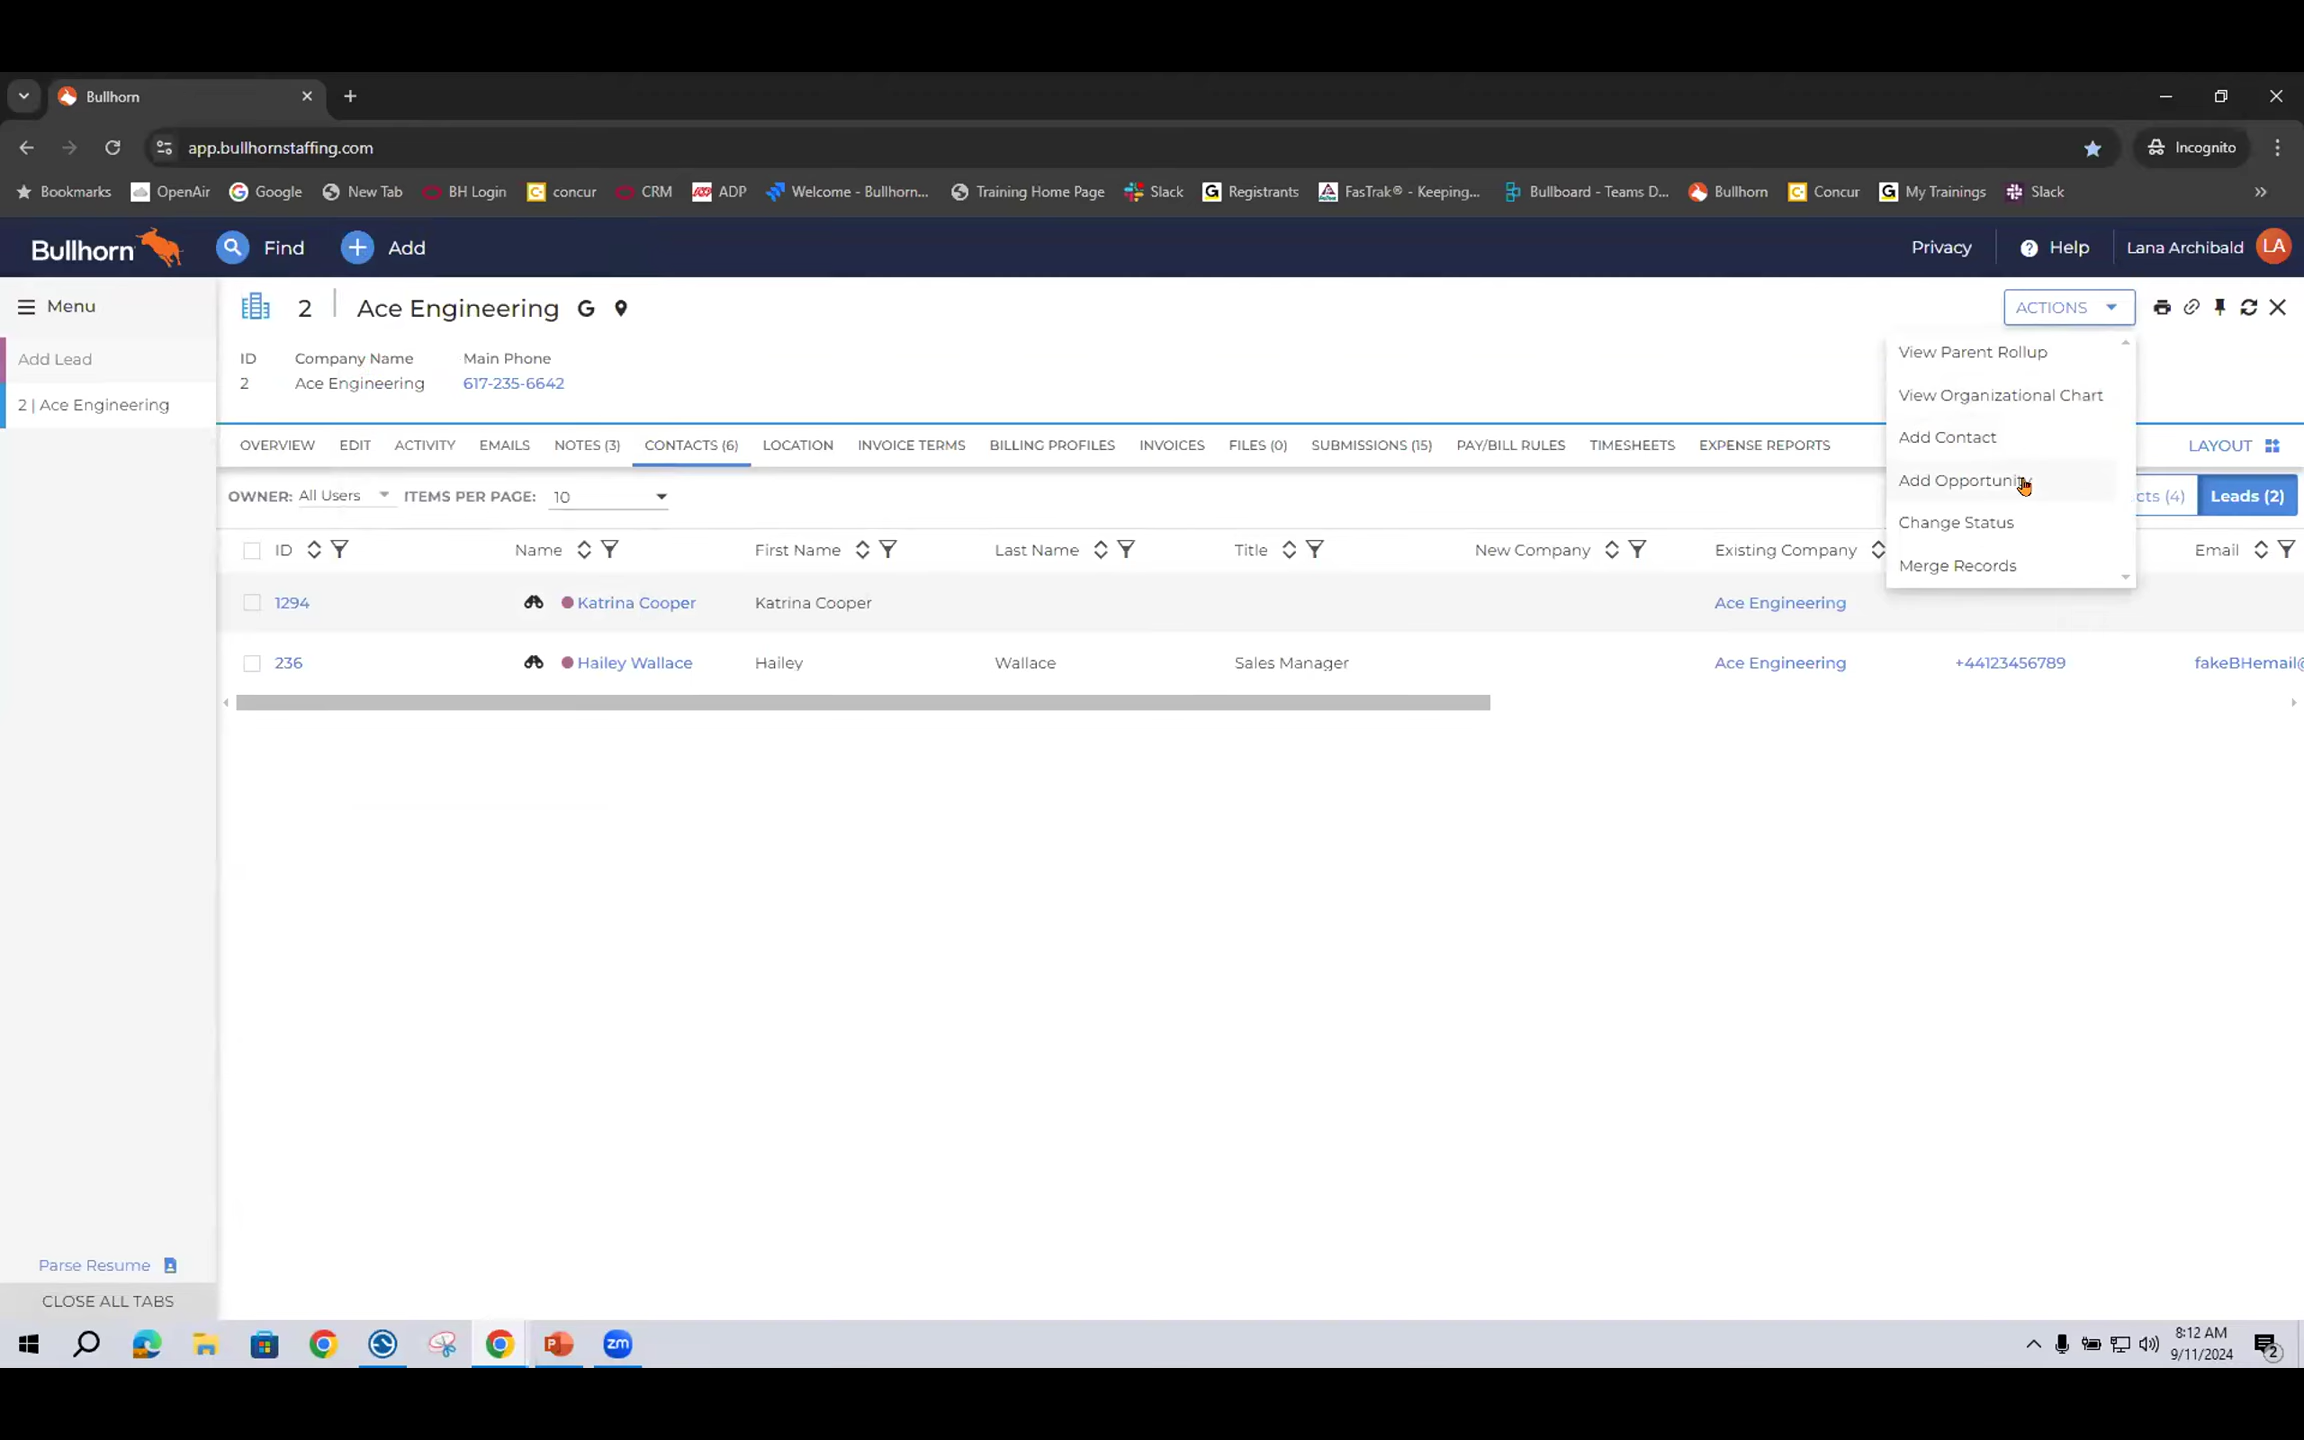 Bullhorn
app.bullhornstaffing.com
Incognito
Bookmarks OpenAir Google New Tab BH Login concur CRM ADP Welcome - Bullhorn... Training Home Page Slack Registrants FasTrak® - Keeping... Bullboard - Teams D... Bullhorn Concur My Trainings Slack
Bullhorn Find Add Privacy Help Lana Archibald LA
Menu
Add Lead
2 | Ace Engineering
2 Ace Engineering
ACTIONS
ID Company Name Main Phone
2 Ace Engineering 617-235-6642
View Parent Rollup
View Organizational Chart
Add Contact
Add Opportunity
Change Status
Merge Records
OVERVIEW EDIT ACTIVITY EMAILS NOTES (3) CONTACTS (6) LOCATION INVOICE TERMS BILLING PROFILES INVOICES FILES (0) SUBMISSIONS (15) PAY/BILL RULES TIMESHEETS EXPENSE REPORTS LAYOUT
OWNER: All Users ITEMS PER PAGE: 10 cts (4) Leads (2)
ID Name First Name Last Name Title New Company Existing Company Email
1294 Katrina Cooper Katrina Cooper Ace Engineering
236 Hailey Wallace Hailey Wallace Sales Manager Ace Engineering +44123456789 fakeBHemail@
Parse Resume
CLOSE ALL TABS
zm
8:12 AM
9/11/2024
2